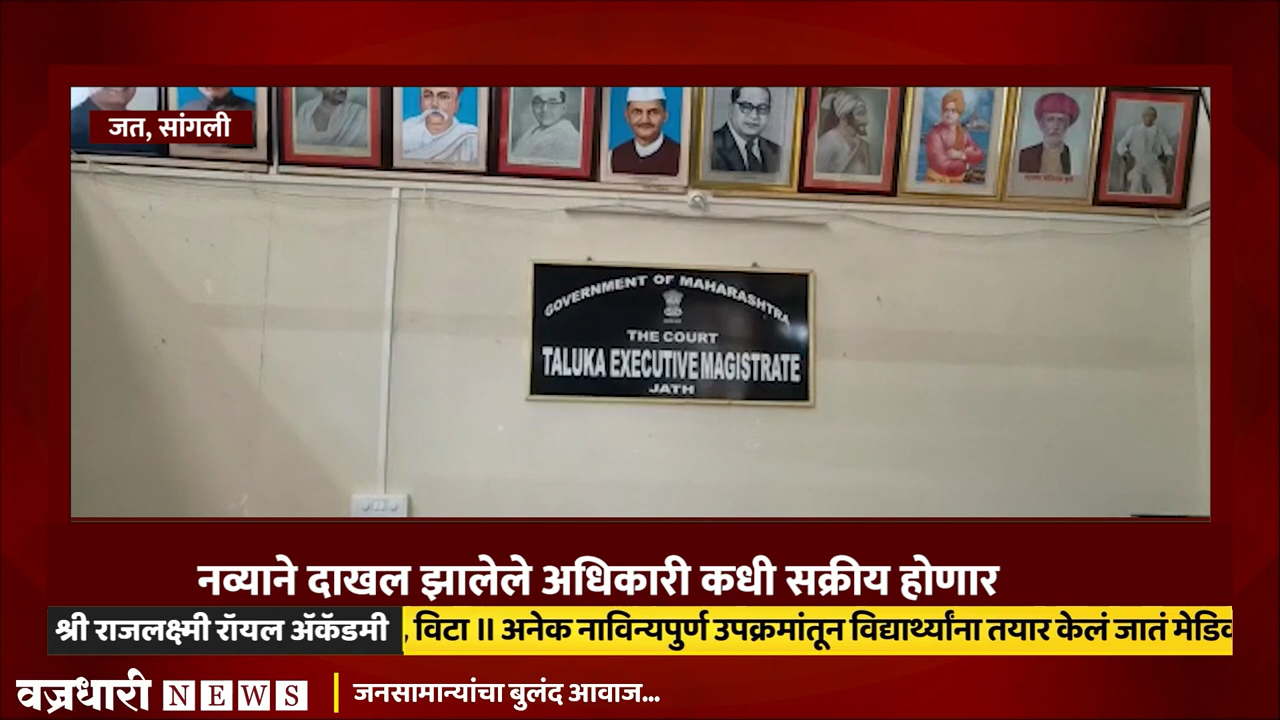 जत, सांगली
GOVERNMENT OF MAHARASHTRA
THE COURT
TALUKA EXECUTIVE MAGISTRATE
JATH
नव्याने दाखल झालेले अधिकारी कधी सक्रीय होणार
श्री राजलक्ष्मी रॉयल ॲकॅडमी , विटा || अनेक नाविन्यपुर्ण उपक्रमांतून विद्यार्थ्यांना तयार केलं जातं
वज्रधारी NEWS जनसामान्यांचा बुलंद आवाज...